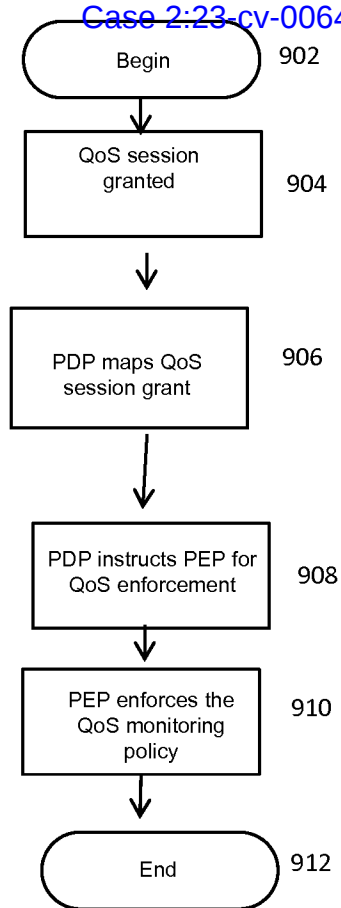 Case 2:23-cv-0064
Begin
902
QoS session
granted
904
PDP maps QoS
session grant
906
PDP instructs PEP for
QoS enforcement
908
PEP enforces the
QoS monitoring
policy
910
End
912